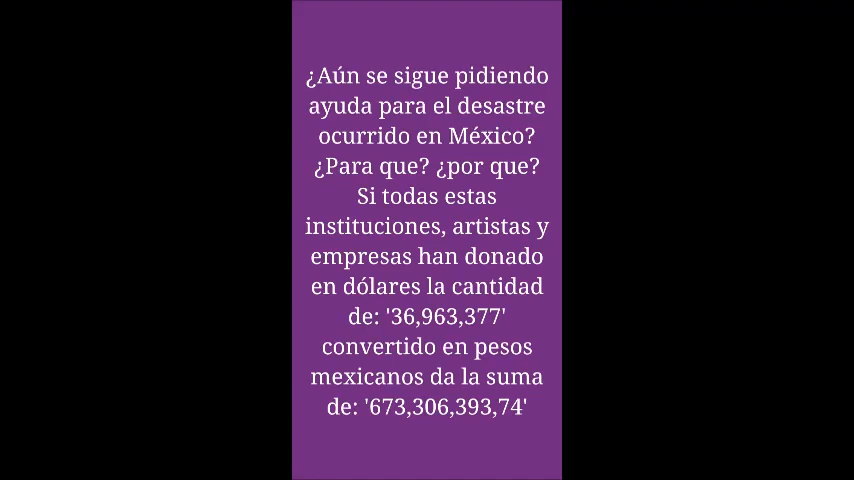 ¿Aún se sigue pidiendo
ayuda para el desastre
ocurrido en México?
¿Para que? ¿por que?
Si todas estas
instituciones, artistas y
empresas han donado
en dólares la cantidad
de: '36,963,377'
convertido en pesos
mexicanos da la suma
de: '673,306,393,74'